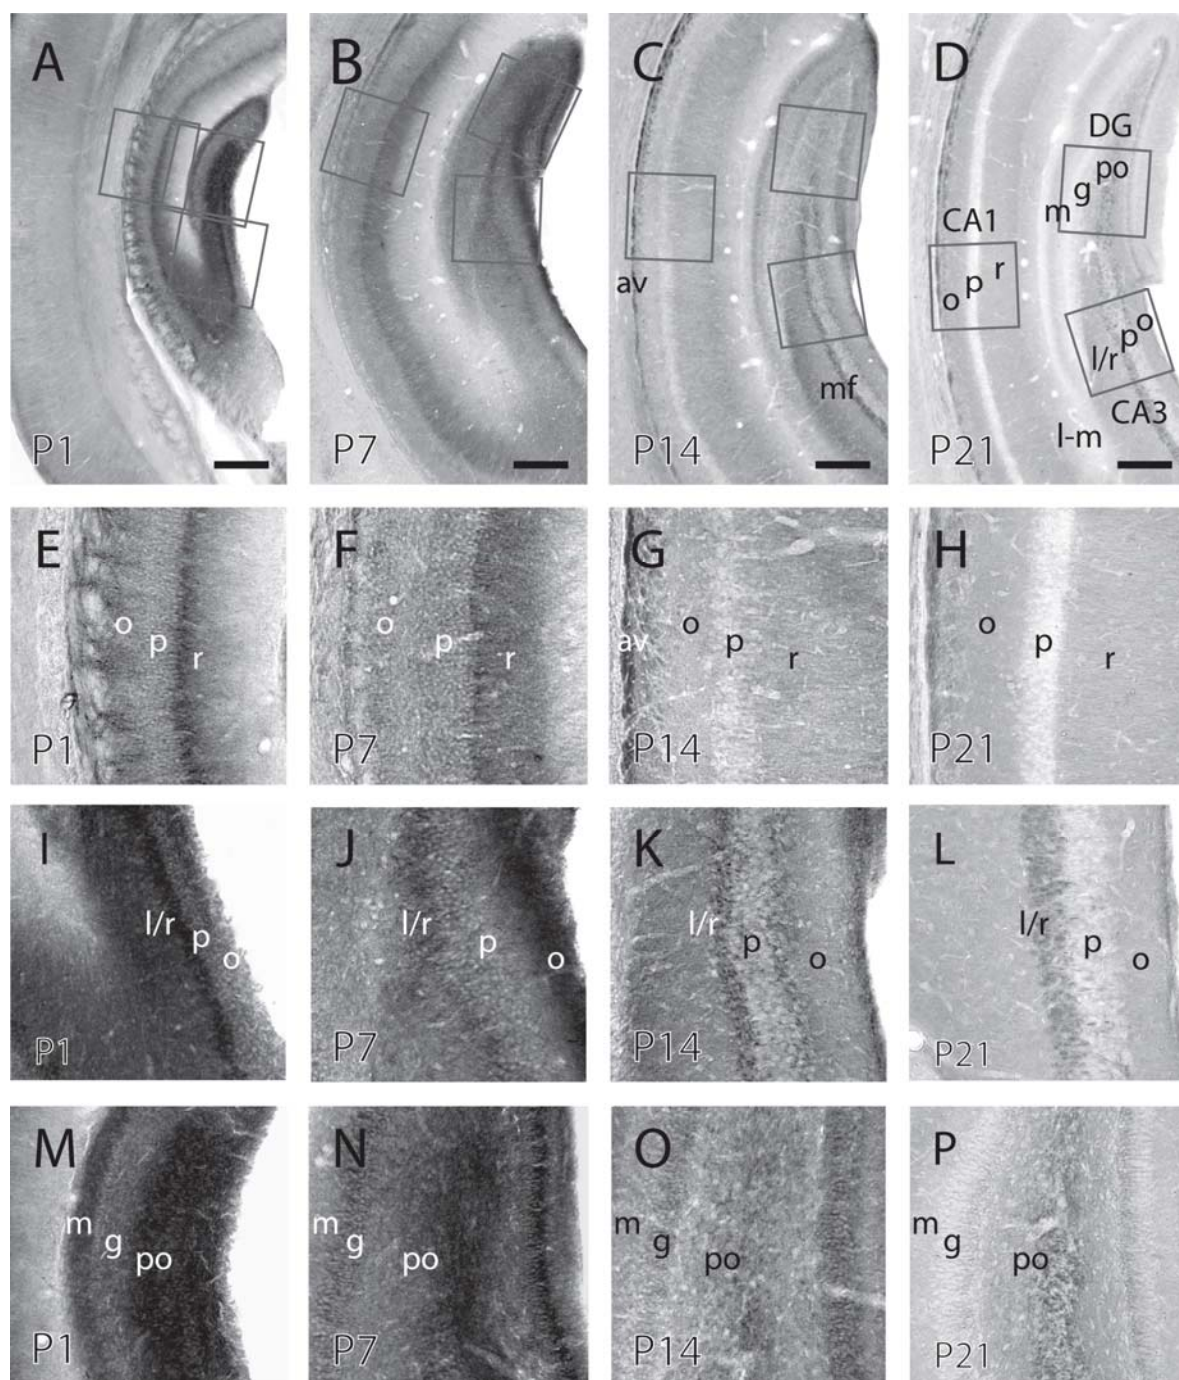 A B C D
DG
po
g
m
CA1
r
p
o
av
o
p
l/r
mf
CA3
l-m
P1 P7 P14 P21
E F G H
o p r
o p r
av o p r
o p r
P1 P7 P14 P21
I J K L
l/r p o
l/r p o
l/r p o
l/r p o
P1 P7 P14 P21
M N O P
m g po
m g po
m g po
m g po
P1 P7 P14 P21